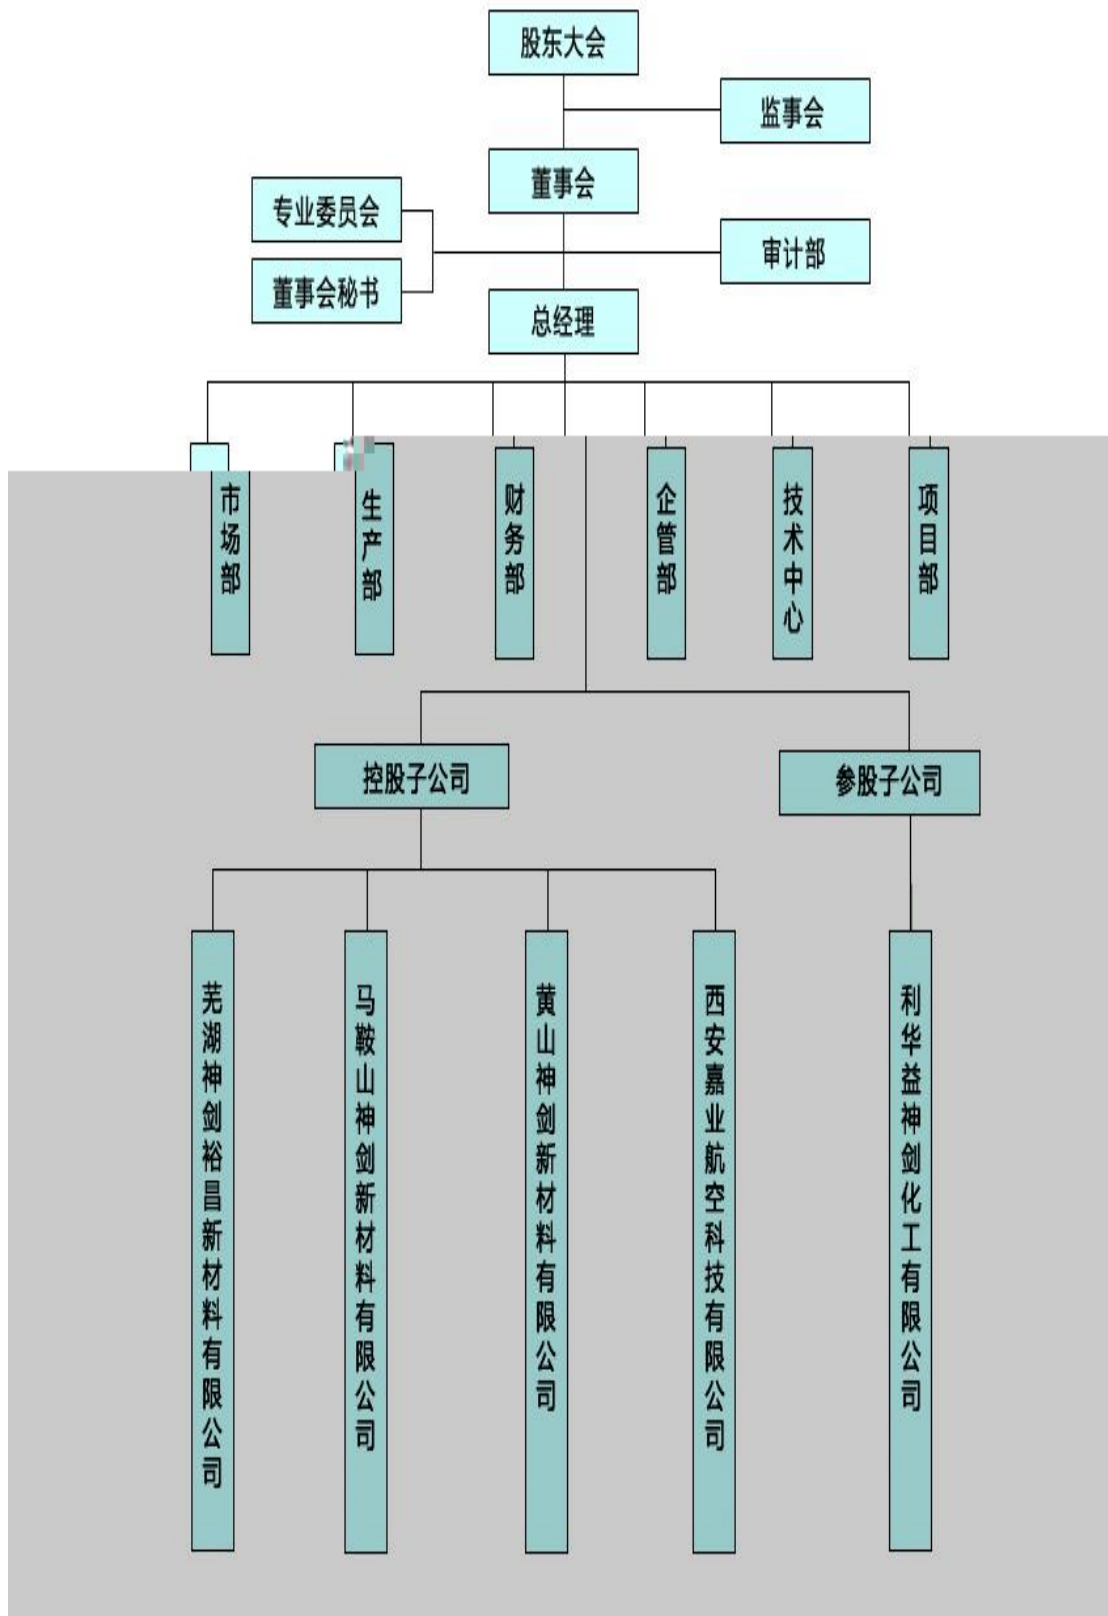 股东大会
监事会
董事会
专业委员会
审计部
董事会秘书
总经理
市场部
生产部
财务部
企管部
技术中心
项目部
控股子公司
参股子公司
芜湖神剑裕昌新材料有限公司
马鞍山神剑新材料有限公司
黄山神剑新材料有限公司
西安嘉业航空科技有限公司
利华益神剑化工有限公司